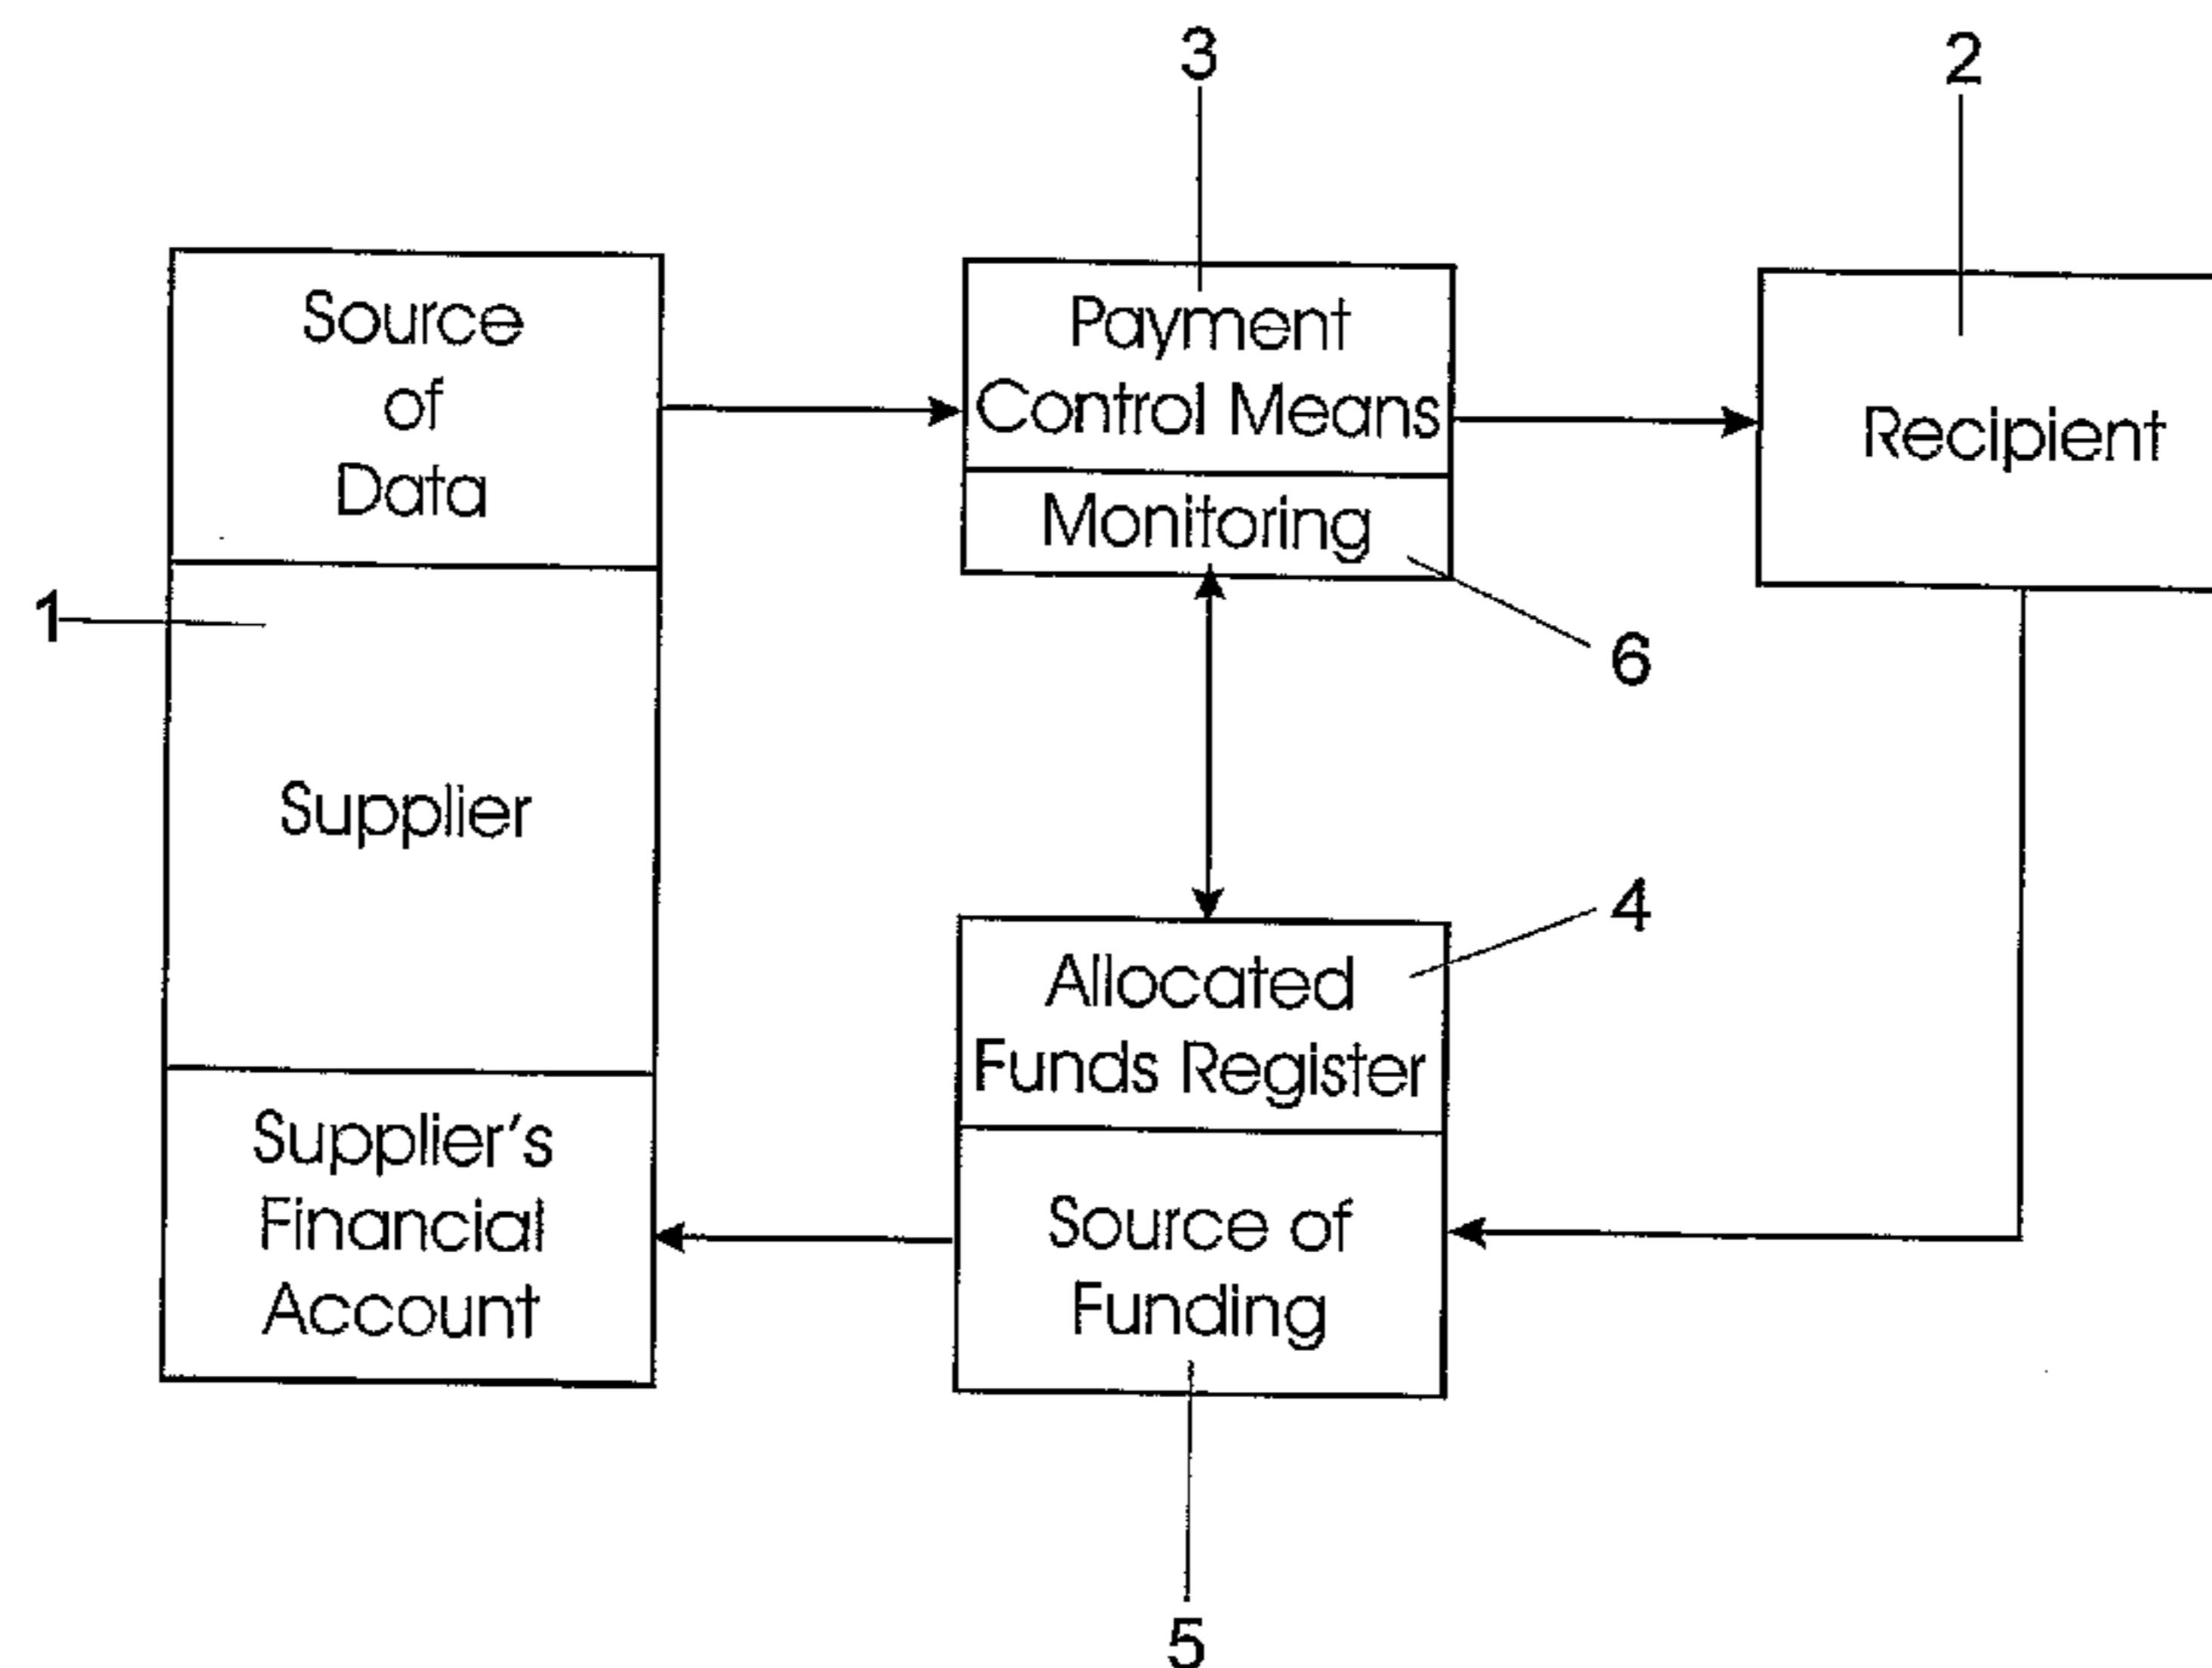 3
2
Source
of
Data
Payment
Control Means
Monitoring
Recipient
1
6
Supplier
4
Allocated
Funds Register
Supplier's
Financial
Account
Source of
Funding
5